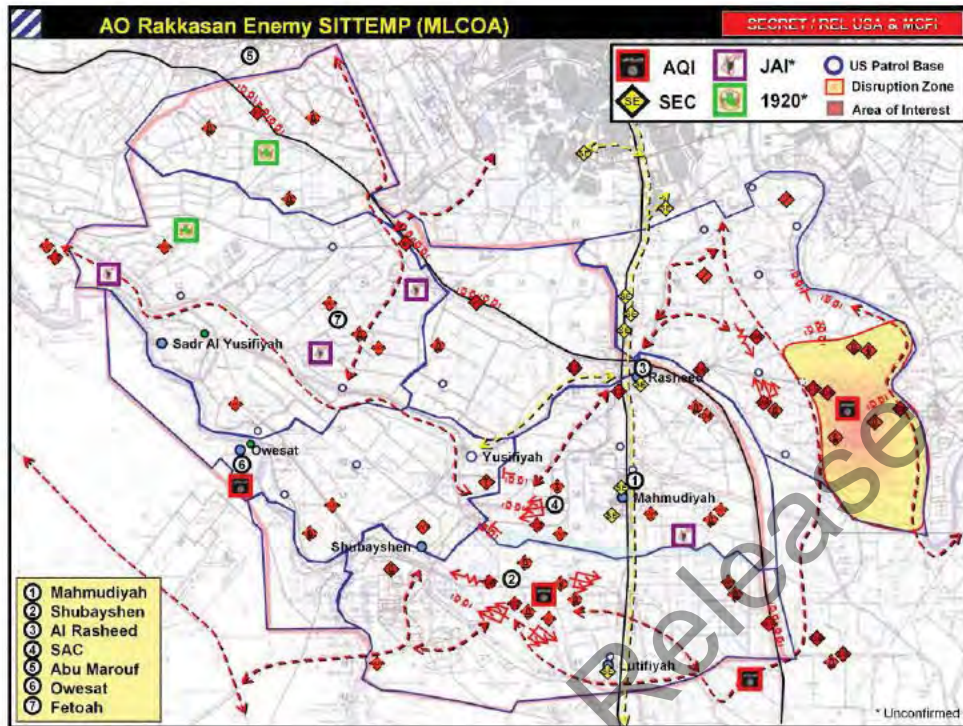 AO Rakkasan Enemy SITTEMP (MLCOA)
SECRET / REL USA & MCFI
AQI
JAI*
US Patrol Base
SE
SEC
1920*
Disruption Zone
Area of Interest
5
7
Sadr Al Yusifiyah
3
Rasheed
Owesat
6
Yusifiyah
1
Mahmudiyah
4
Shubayshen
2
Lutifiyah
1 Mahmudiyah
2 Shubayshen
3 Al Rasheed
4 SAC
5 Abu Marouf
6 Owesat
7 Fetoah
Release
* Unconfirmed